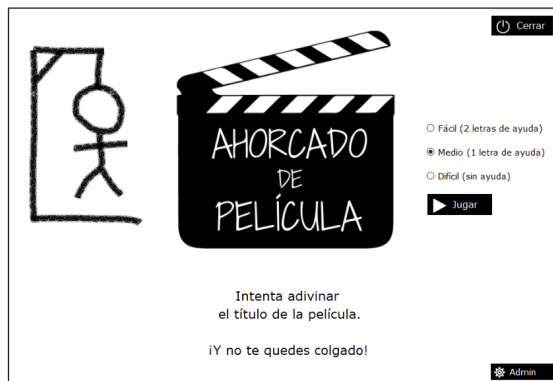 Cerrar
AHORCADO
DE
PELÍCULA
Fácil (2 letras de ayuda)
Medio (1 letra de ayuda)
Difícil (sin ayuda)
Jugar
Intenta adivinar
el título de la película.
¡Y no te quedes colgado!
Admin